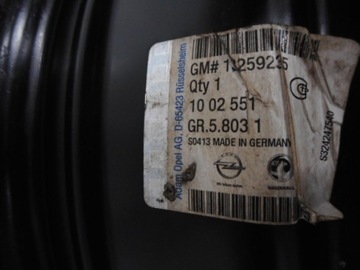 GM# 13259235
Qty 1
10 02 551
GR.5.803 1
S0413 MADE IN GERMANY
Adam Opel AG, D-65423 Rüsselsheim
S324247540